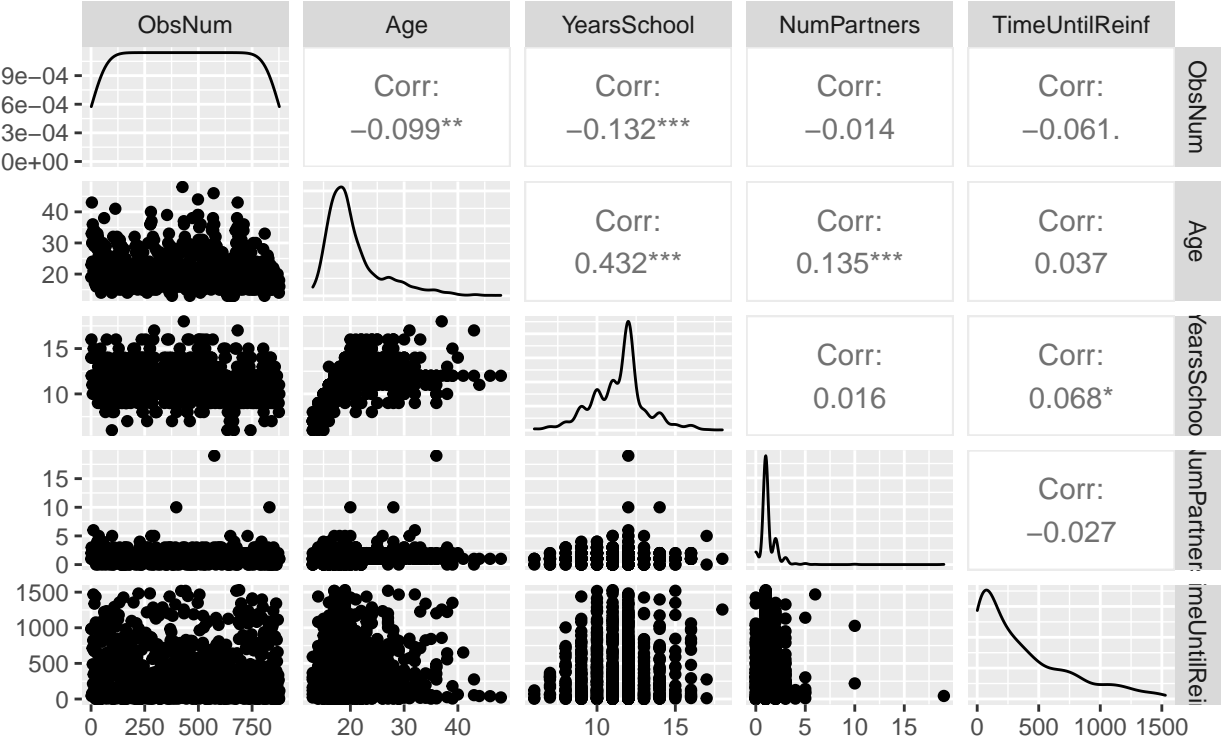 ObsNum Age YearsSchool NumPartners TimeUntilReinf
9e−04
6e−04
3e−04
0e+00
Corr:
−0.099**
Corr:
−0.132***
Corr:
−0.014
Corr:
−0.061.
ObsNum
40
30
20
Corr:
0.432***
Corr:
0.135***
Corr:
0.037
Age
15
10
Corr:
0.016
Corr:
0.068*
YearsSchoo
15
10
5
0
Corr:
−0.027
NumPartner
1500
1000
500
0
imeUntilRei
0 250 500 750 20 30 40 10 15 0 5 10 15 0 500 1000 1500